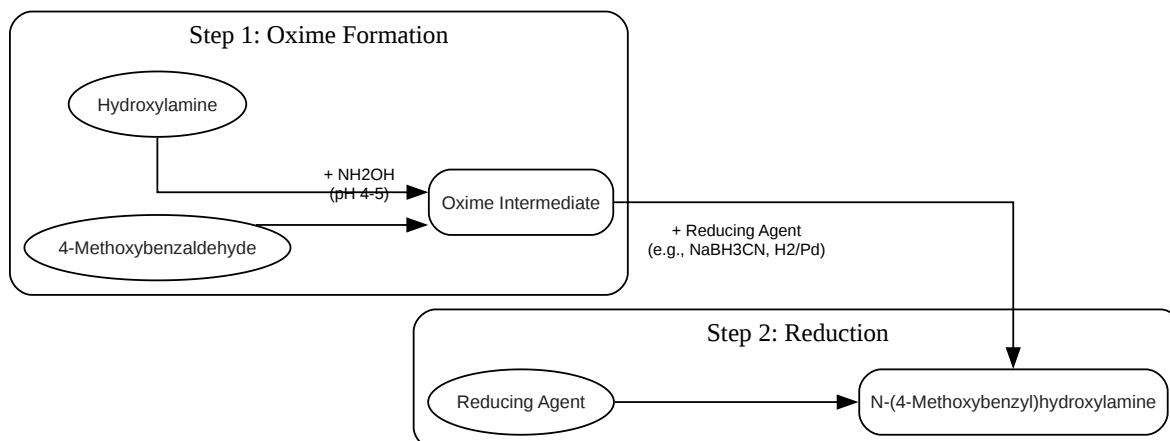 Step 1: Oxime Formation
Hydroxylamine
+ NH2OH
(pH 4-5)
Oxime Intermediate
4-Methoxybenzaldehyde
+ Reducing Agent
(e.g., NaBH3CN, H2/Pd)
Step 2: Reduction
Reducing Agent
N-(4-Methoxybenzyl)hydroxylamine